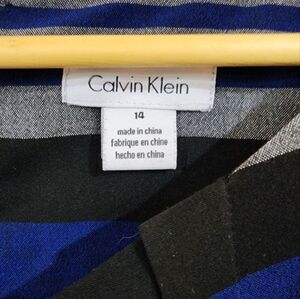 Calvin Klein
14
made in china
fabriqué en chine
hecho en china